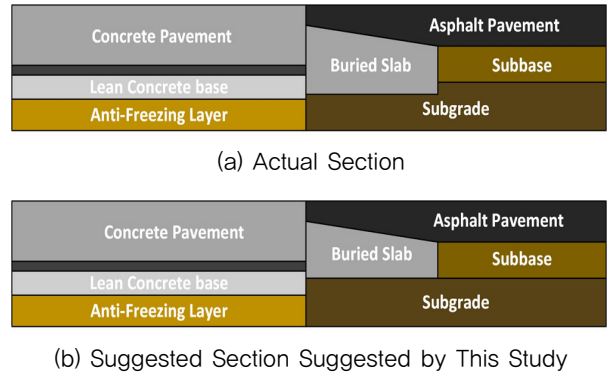 Concrete Pavement
Asphalt Pavement
Buried Slab
Subbase
Lean Concrete base
Anti-Freezing Layer
Subgrade
(a) Actual Section
Asphalt Pavement
Concrete Pavement
Buried Slab
Subbase
Lean Concrete base
Anti-Freezing Layer
Subgrade
(b) Suggested Section Suggested by This Study